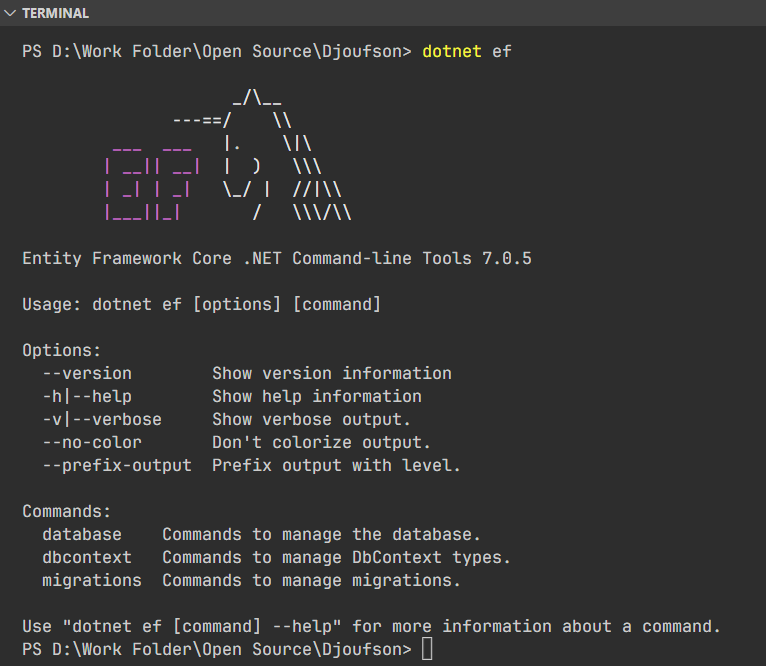 TERMINAL
PS D:\Work Folder\Open Source\Djoufson> dotnet ef
             _/\__
       ---==/    \\
 ___  ___   |.    \|\
| __|| __|  |  )   \\\
| _| | _|   \_/ |  //|\\
|___||_|       /   \\\/\\
Entity Framework Core .NET Command-line Tools 7.0.5
Usage: dotnet ef [options] [command]
Options:
  --version        Show version information
  -h|--help        Show help information
  -v|--verbose     Show verbose output.
  --no-color       Don't colorize output.
  --prefix-output  Prefix output with level.
Commands:
  database    Commands to manage the database.
  dbcontext   Commands to manage DbContext types.
  migrations  Commands to manage migrations.
Use "dotnet ef [command] --help" for more information about a command.
PS D:\Work Folder\Open Source\Djoufson>